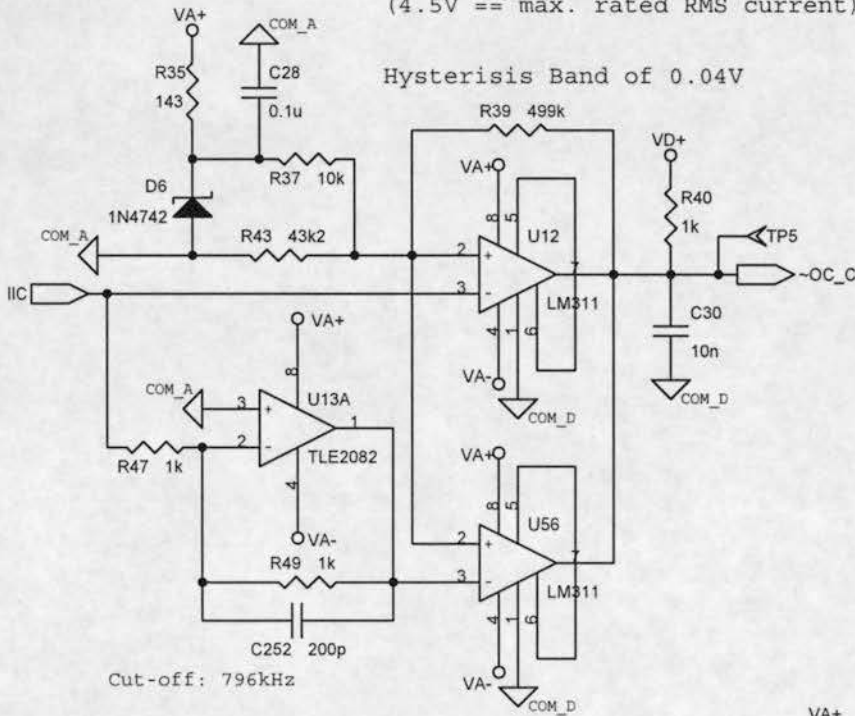 (4.5V == max. rated RMS current)
VA+
COM_A
R35
143
C28
0.1u
Hysterisis Band of 0.04V
R39 499k
VD+
VA+
R37 10k
D6
1N4742
8
5
U12
R40
1k
COM_A
R43 43k2
2
+
7
TP5
IIC
3
-
LM311
~OC_C
VA+
4
1
6
C30
10n
VA-
COM_D
COM_D
8
COM_A
U13A
3
+
1
2
-
R47 1k
TLE2082
VA+
4
8
5
U56
VA-
2
+
7
R49 1k
3
-
LM311
C252 200p
4
1
6
Cut-off: 796kHz
VA-
COM_D
VA+